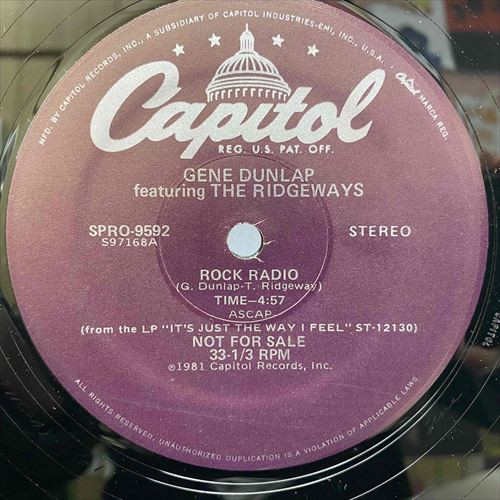 MFD. BY CAPITOL RECORDS, INC., A SUBSIDIARY OF CAPITOL INDUSTRIES-EMI, INC., U.S.A.
Capitol
MARCA REG.
Capitol
REG. U.S. PAT. OFF.
GENE DUNLAP
featuring THE RIDGEWAYS
SPRO-9592
S97168A
STEREO
ROCK RADIO
(G. Dunlap-T. Ridgeway)
TIME—4:57
ASCAP
(from the LP "IT'S JUST THE WAY I FEEL" ST-12130)
NOT FOR SALE
33-1/3 RPM
©1981 Capitol Records, Inc.
ALL RIGHTS RESERVED. UNAUTHORIZED DUPLICATION IS A VIOLATION OF APPLICABLE LAWS